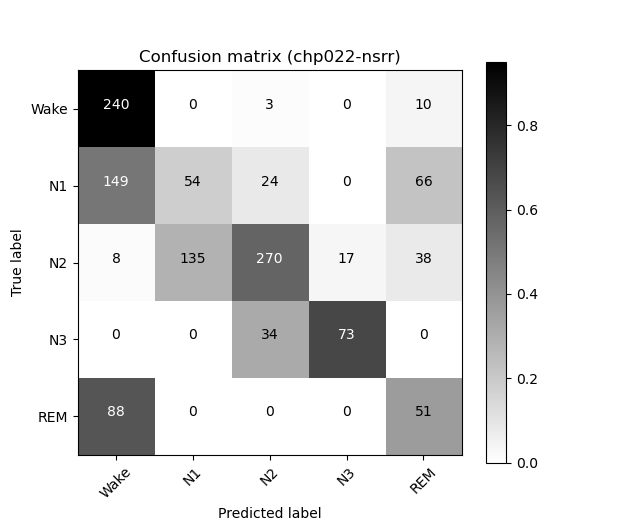 Confusion matrix (chp022-nsrr)
Wake 240 0 3 0 10
N1 149 54 24 0 66
N2 8 135 270 17 38
N3 0 0 34 73 0
REM 88 0 0 0 51
Wake N1 N2 N3 REM
True label
Predicted label
0.8
0.6
0.4
0.2
0.0